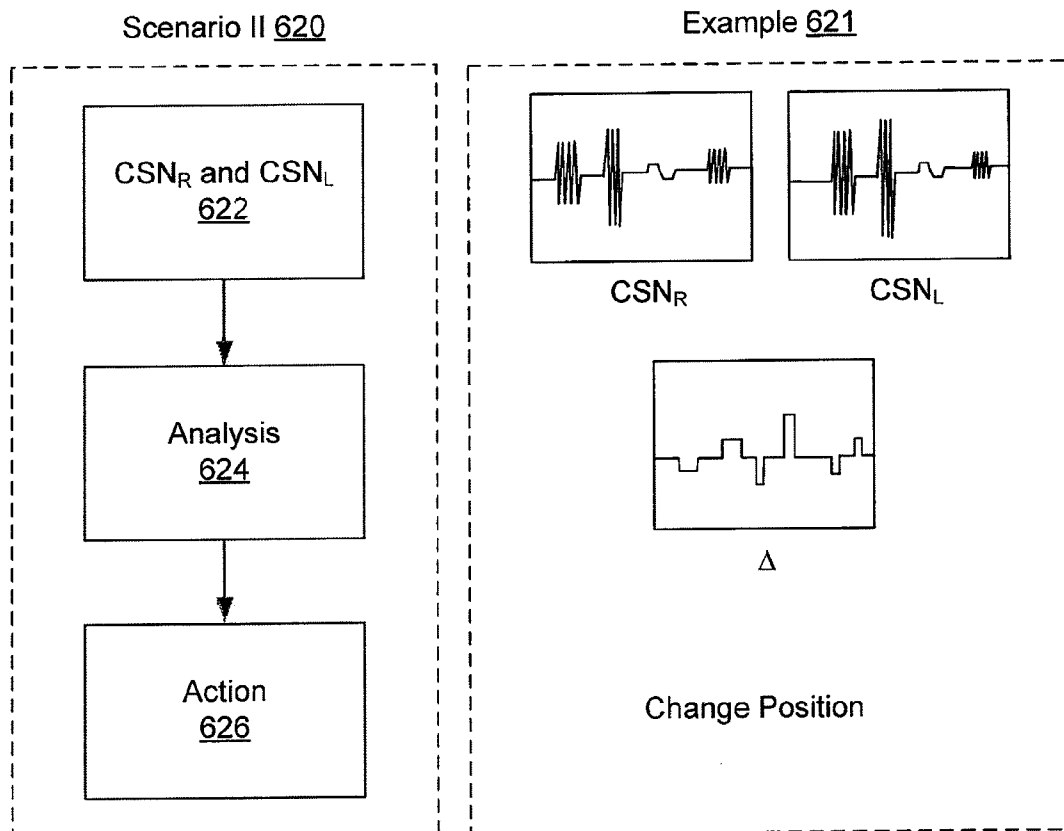 Scenario II 620
Example 621
CSN_R and CSN_L
622
CSN_R
CSN_L
Analysis
624
Δ
Action
626
Change Position